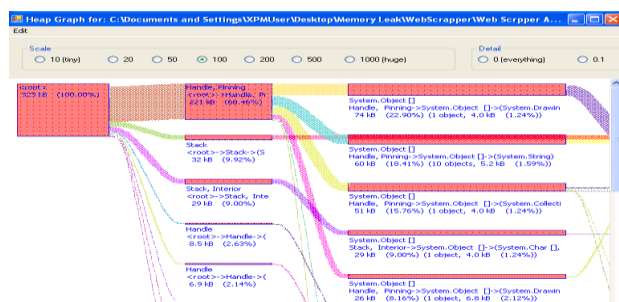 Heap Graph for: C:\Documents and Settings\XPMUser\Desktop\Memory Leak\WebScrapper\Web Scrpper A...
Edit
Scale
10 (tiny) 20 50 100 200 500 1000 (huge)
Detail
0 (everything) 0.1
<root>
323 kB (100.00%)
Handle, Pinning
<root>->Handle, Pi
221 kB (68.46%)
Stack
<root>->Stack->(S
32 kB (9.92%)
Stack, Interior
<root>->Stack, Inte
29 kB (9.00%)
Handle
<root>->Handle->(
8.5 kB (2.63%)
Handle
<root>->Handle->(
6.9 kB (2.14%)
System.Object []
Handle, Pinning->System.Object []->(System.Drawin
74 kB (22.90%) (1 object, 4.0 kB (1.24%))
System.Object []
Handle, Pinning->System.Object []->(System.String)
60 kB (18.41%) (10 objects, 5.2 kB (1.59%))
System.Object []
Handle, Pinning->System.Object []->(System.Collecti
51 kB (15.76%) (1 object, 4.0 kB (1.24%))
System.Object []
Stack, Interior->System.Object []->(System.Char [],
29 kB (9.00%) (1 object, 4.0 kB (1.24%))
System.Object []
Handle, Pinning->System.Object []->(System.Drawin
26 kB (8.16%) (1 object, 6.8 kB (2.12%))